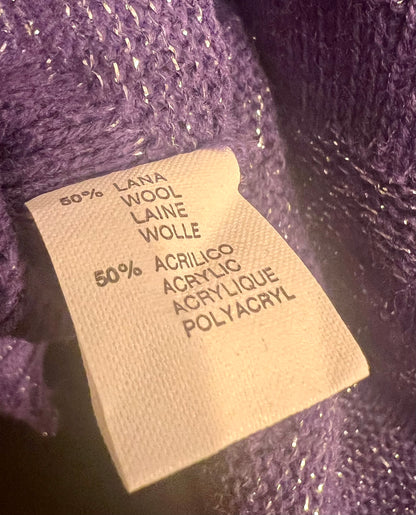 50% LANA
WOOL
LAINE
WOLLE
50% ACRILICO
ACRYLIC
ACRYLIQUE
POLYACRYL